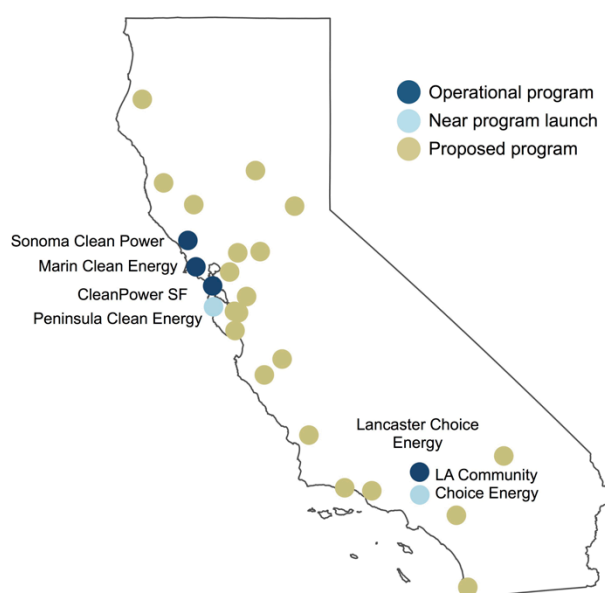 Operational program
Near program launch
Proposed program
Sonoma Clean Power
Marin Clean Energy
CleanPower SF
Peninsula Clean Energy
Lancaster Choice
Energy
LA Community
Choice Energy